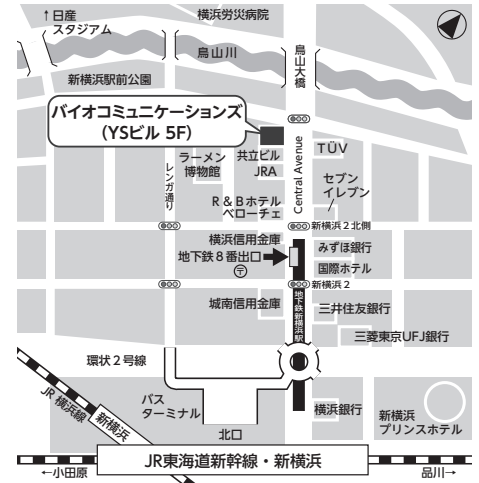 ↑日産
スタジアム
横浜労災病院
鳥山川
鳥山大橋
新横浜駅前公園
バイオコミュニケーションズ
(YSビル 5F)
ラーメン
博物館
共立ビル
JRA
TÜV
Central Avenue
レンガ通り
セブン
イレブン
R&Bホテル
ベローチェ
新横浜2北側
横浜信用金庫
地下鉄8番出口
〒
みずほ銀行
国際ホテル
新横浜2
城南信用金庫
地下鉄新横浜駅
三井住友銀行
三菱東京UFJ銀行
環状2号線
JR 横浜線
新横浜
バス
ターミナル
北口
横浜銀行
新横浜
プリンスホテル
JR東海道新幹線・新横浜
←小田原
品川→